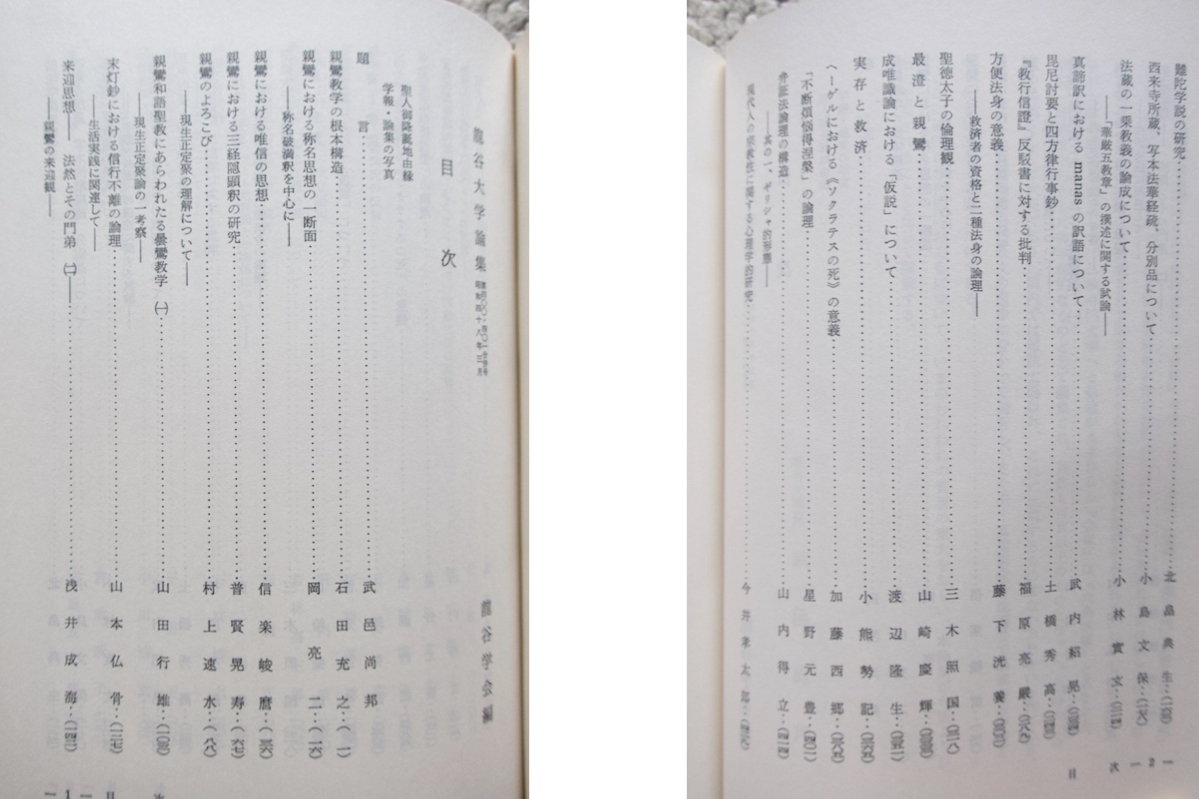 龍谷大学論集
龍谷学会編
目次
聖人御降誕地由緣
学報・論集の写真
題言 武邑尚邦
親鸞教学の根本構造 石田充之
親鸞における称名思想の一断面 岡亮二
――称名破満釈を中心に――
親鸞における唯信の思想 信楽峻麿
親鸞における三経隠顕釈の研究 普賢晃寿
親鸞のよろこび 村上速水
――現生正定聚の理解について――
親鸞和語聖教にあらわれたる曇鸞教学(一) 山田行雄
――現生正定聚論の一考察――
末灯鈔における信行不離の論理 山本仏骨
――生活実践に関連して――
来迎思想――法然とその門弟(二)―― 浅井成海
――親鸞の来迎観――
― 1 ― 目次
難陀学説の研究 北畠典生
西来寺所蔵、写本法華経疏、分別品について 小島文保
法蔵の一乗教義の論成について 小林實文
――『華厳五教章』の撰述に関する試論――
真諦訳における manas の訳語について 武内紹晃
毘尼討要と四方律行事鈔 土橋秀高
『教行信證』反駁書に対する批判 福原亮厳
方便法身の意義 藤下洸養
――救済者の資格と二種法身の論理――
聖徳太子の倫理観 三木照国
最澄と親鸞 山崎慶輝
成唯識論における「仮説」について 渡辺隆生
実存と救済 小熊勢記
ヘーゲルにおける《ソクラテスの死》の意義 加藤西郷
「不断煩悩得涅槃」の論理 星野元豊
弁証法論理の構造 山内得立
――其の一、ギリシャ的形態――
現代人の宗教性に関する心理学的研究 今井孝太郎
目次 ― 2 ―